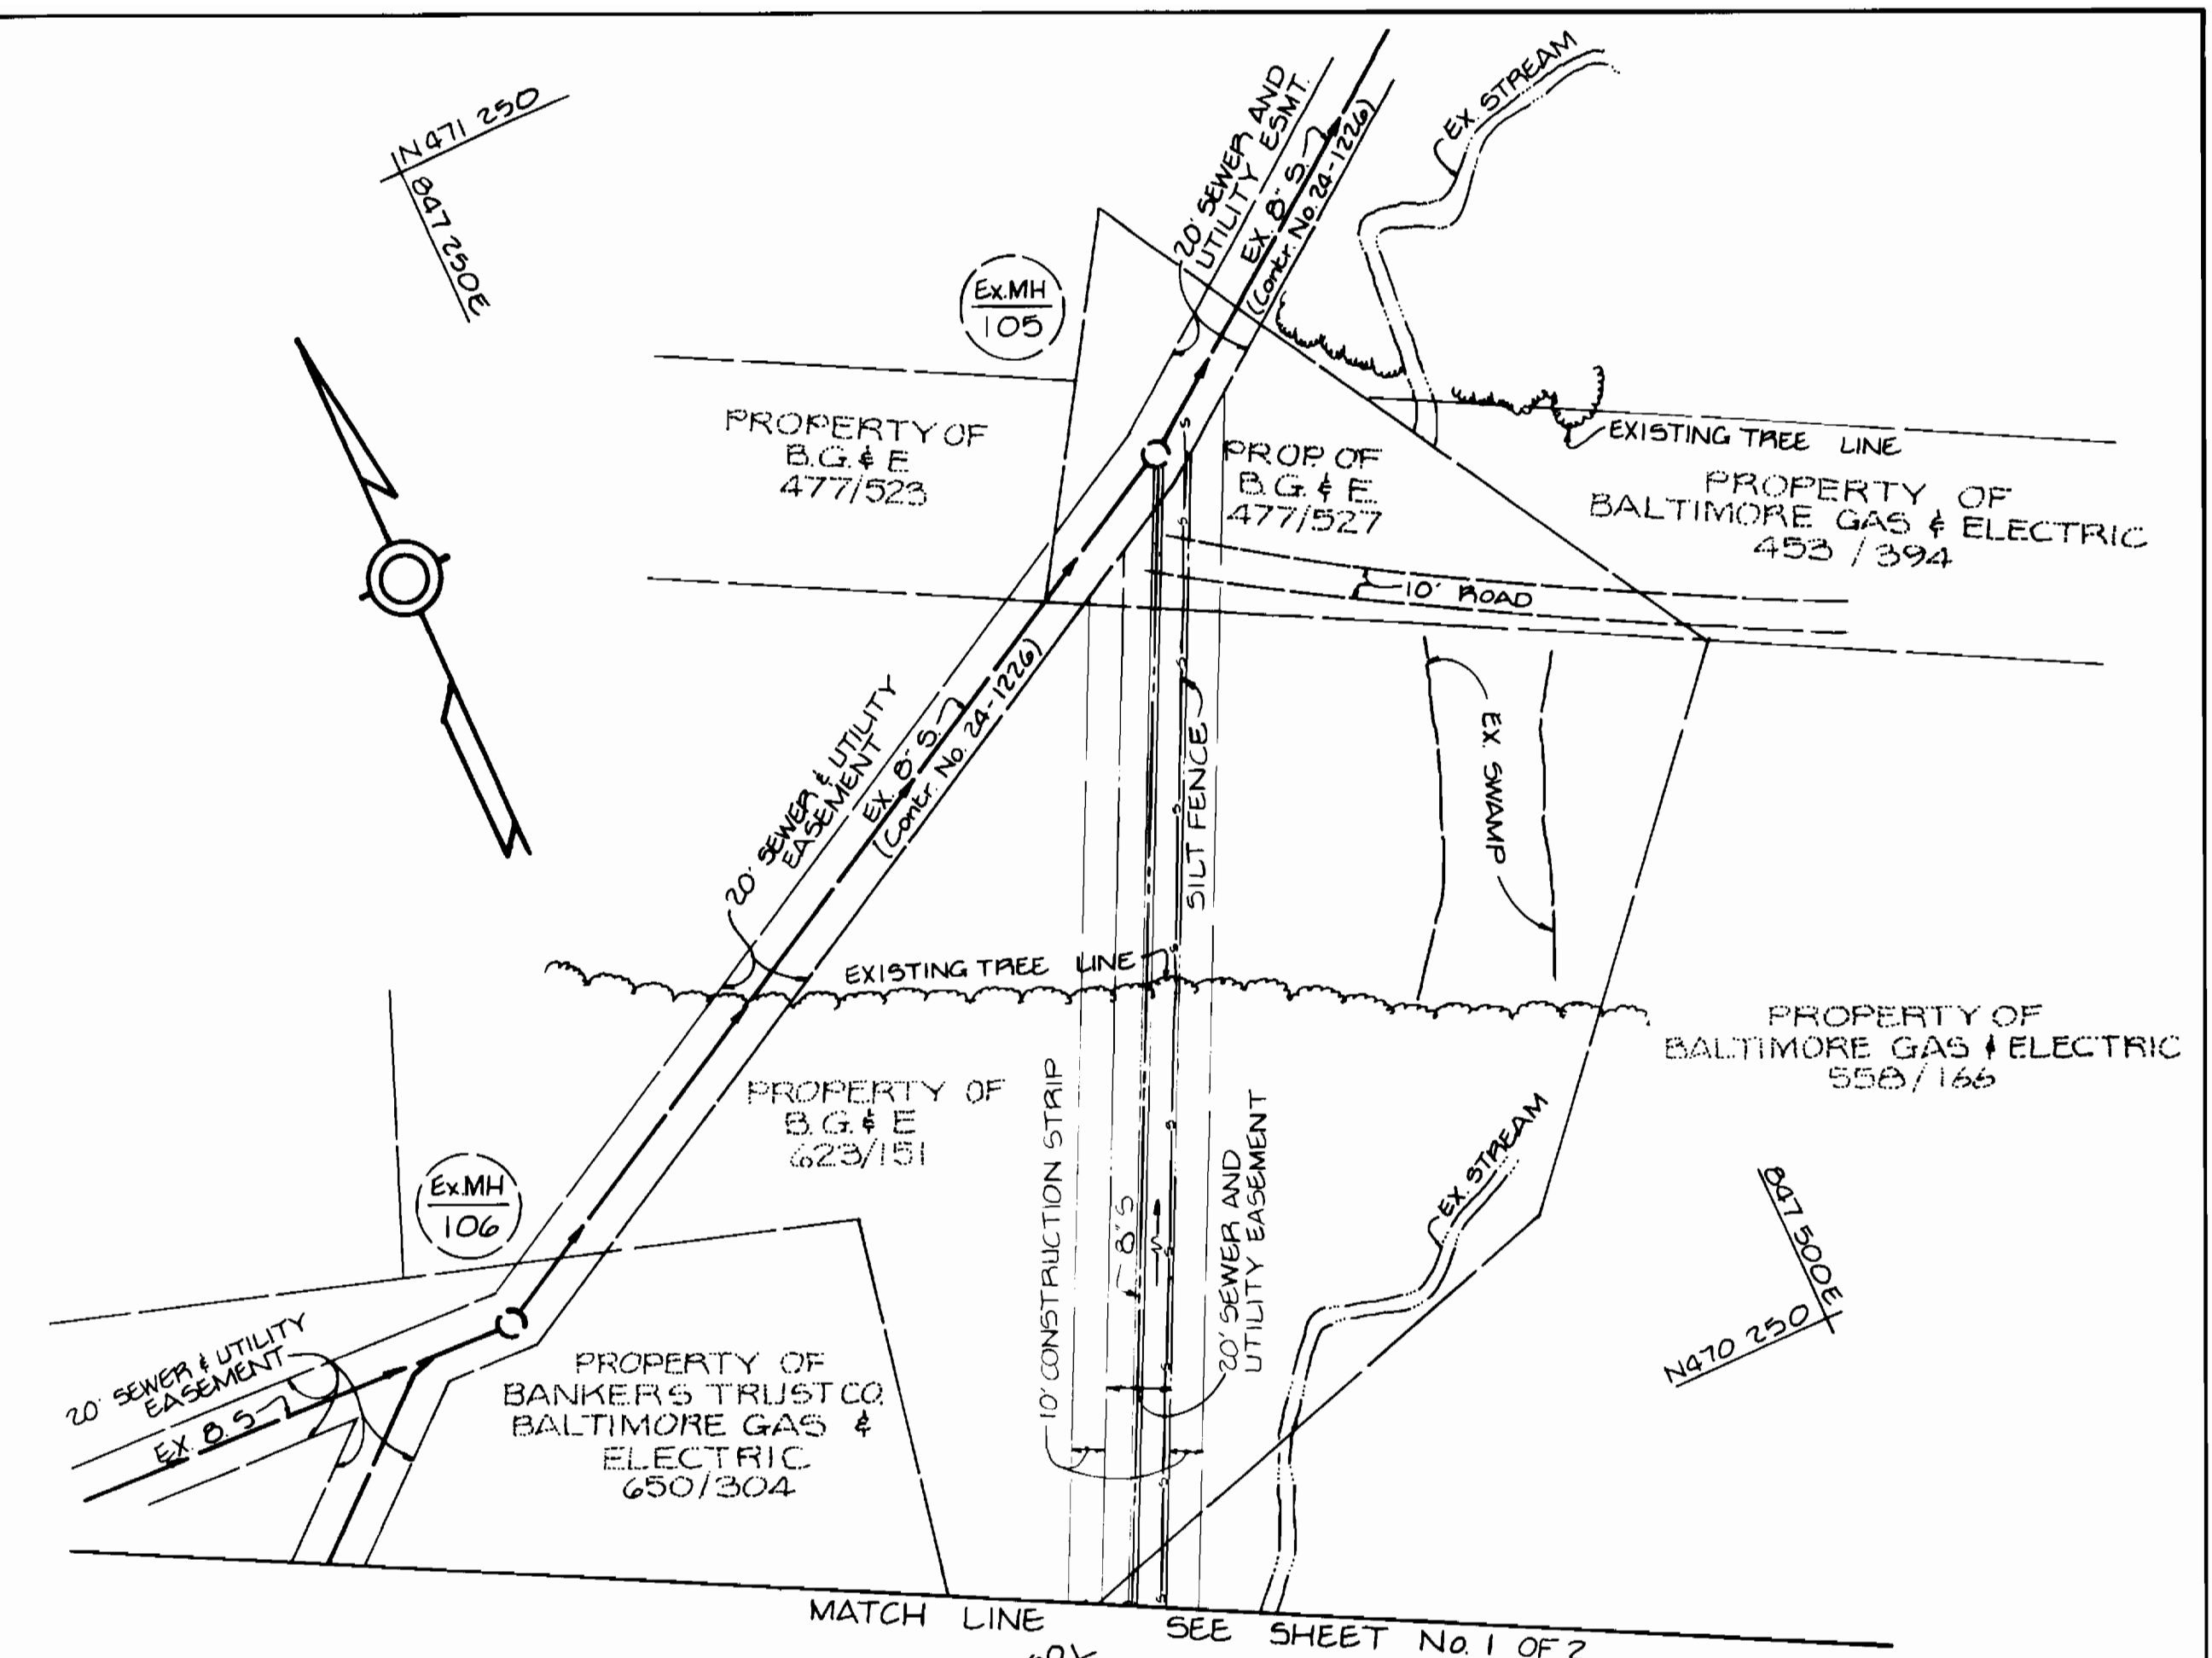 N471 250
847 250E
20' SEWER AND
UTILITY ESMT.
EX. 8" S.
(Contr. No. 24-1226)
EX. STREAM
Ex.MH
105
PROPERTY OF
B.G. & E
477/523
PROP. OF
B.G. & E
477/527
EXISTING TREE LINE
PROPERTY OF
BALTIMORE GAS & ELECTRIC
453 / 394
10' ROAD
20' SEWER & UTILITY
EASEMENT
EX. 8" S.
(Contr. No. 24-1226)
SILT FENCE
EX. SWAMP
EXISTING TREE LINE
PROPERTY OF
BALTIMORE GAS & ELECTRIC
558/166
PROPERTY OF
B.G. & E
623/151
10' CONSTRUCTION STRIP
8"S
20' SEWER AND
UTILITY EASEMENT
EX. STREAM
847 500E
N470 250
Ex.MH
106
20' SEWER & UTILITY
EASEMENT
EX. 8. S
PROPERTY OF
BANKERS TRUST CO.
BALTIMORE GAS &
ELECTRIC
650/304
MATCH LINE SEE SHEET No. 1 OF 2